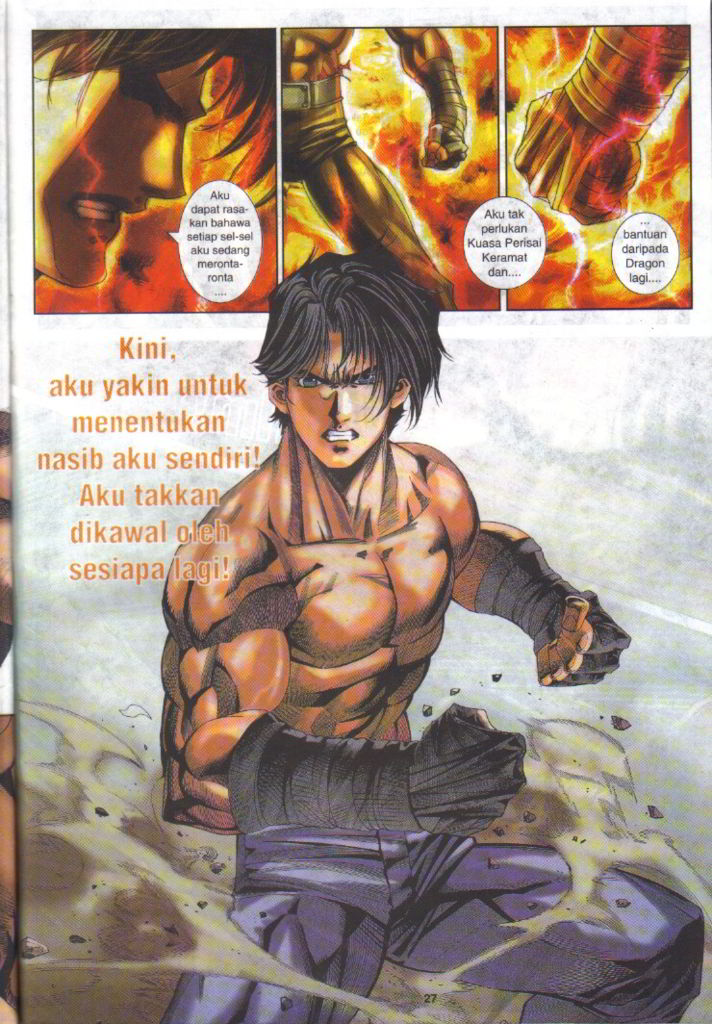 Aku
dapat rasa-
kan bahawa
setiap sel-sel
aku sedang
meronta-
ronta
....
Aku tak
perlukan
Kuasa Perisai
Keramat
dan....
...
bantuan
daripada
Dragon
lagi....
Kini,
aku yakin untuk
menentukan
nasib aku sendiri!
Aku takkan
dikawal oleh
sesiapa lagi!
27